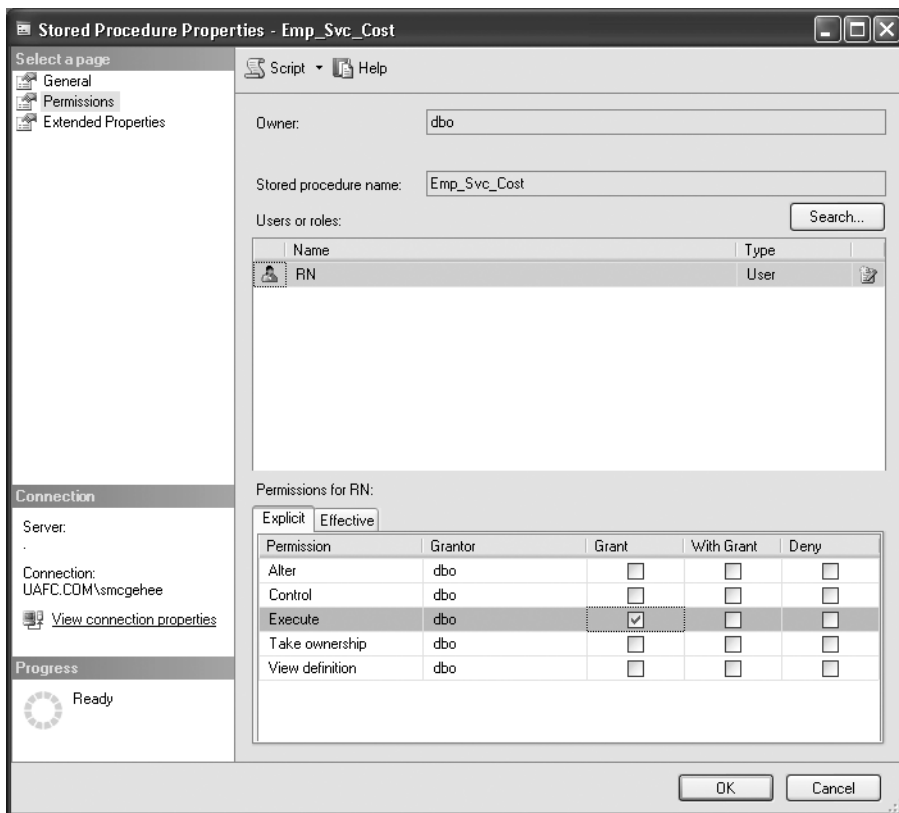 Stored Procedure Properties - Emp_Svc_Cost
Select a page
General
Permissions
Extended Properties
Script Help
Owner: dbo
Stored procedure name: Emp_Svc_Cost
Users or roles: Search...
Name Type
RN User
Permissions for RN:
Explicit Effective
Permission Grantor Grant With Grant Deny
Alter dbo
Control dbo
Execute dbo
Take ownership dbo
View definition dbo
Connection
Server:
.
Connection:
UAFC.COM\smcgehee
View connection properties
Progress
Ready
OK Cancel